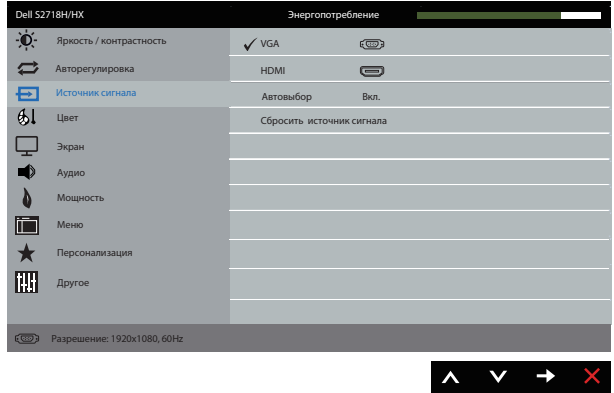 Dell S2718H/HX Энергопотребление
Яркость / контрастность
Авторегулировка
Источник сигнала
Цвет
Экран
Аудио
Мощность
Меню
Персонализация
Другое
VGA
HDMI
Автовыбор Вкл.
Сбросить источник сигнала
Разрешение: 1920x1080, 60Hz